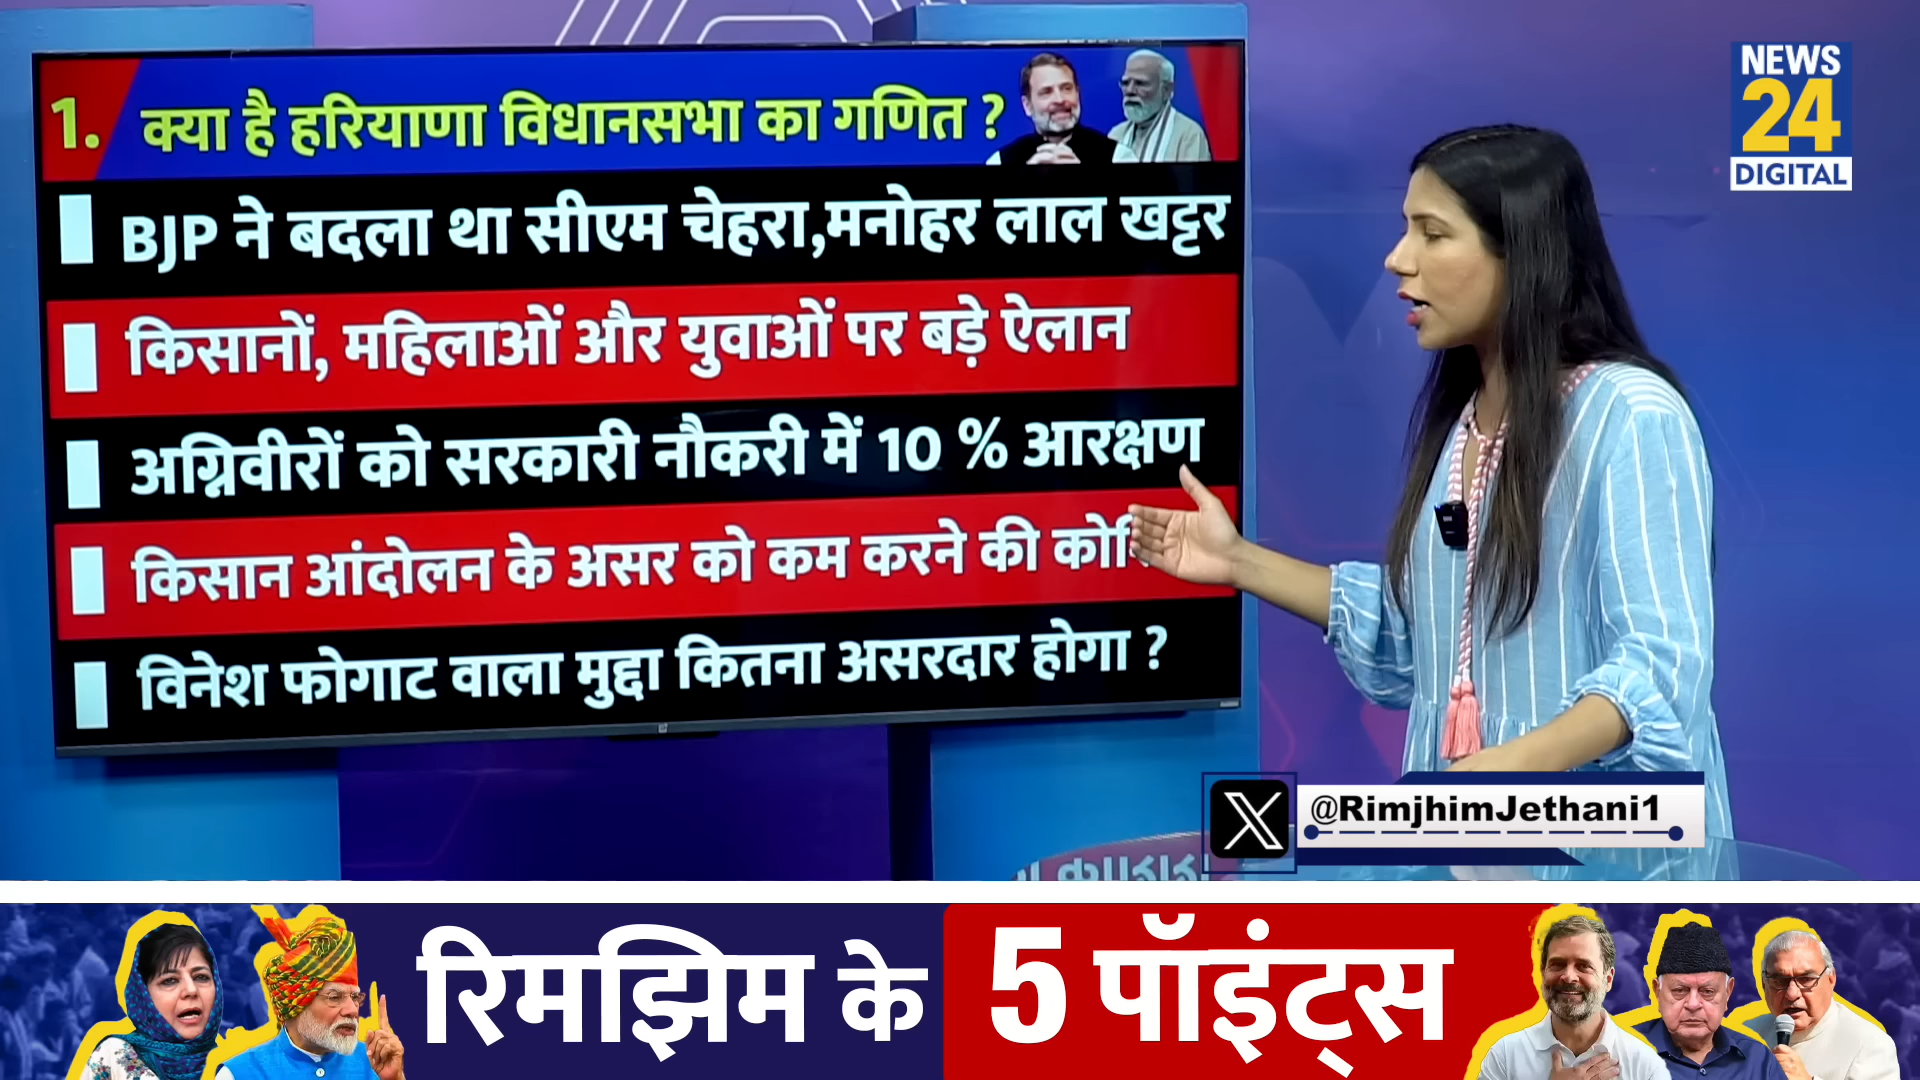 1. क्या है हरियाणा विधानसभा का गणित ?
BJP ने बदला था सीएम चेहरा,मनोहर लाल खट्टर
किसानों, महिलाओं और युवाओं पर बड़े ऐलान
अग्निवीरों को सरकारी नौकरी में 10 % आरक्षण
किसान आंदोलन के असर को कम करने की
विनेश फोगाट वाला मुद्दा कितना असरदार होगा ?
NEWS
24
DIGITAL
@RimjhimJethani1
रिमझिम के 5 पॉइंट्स